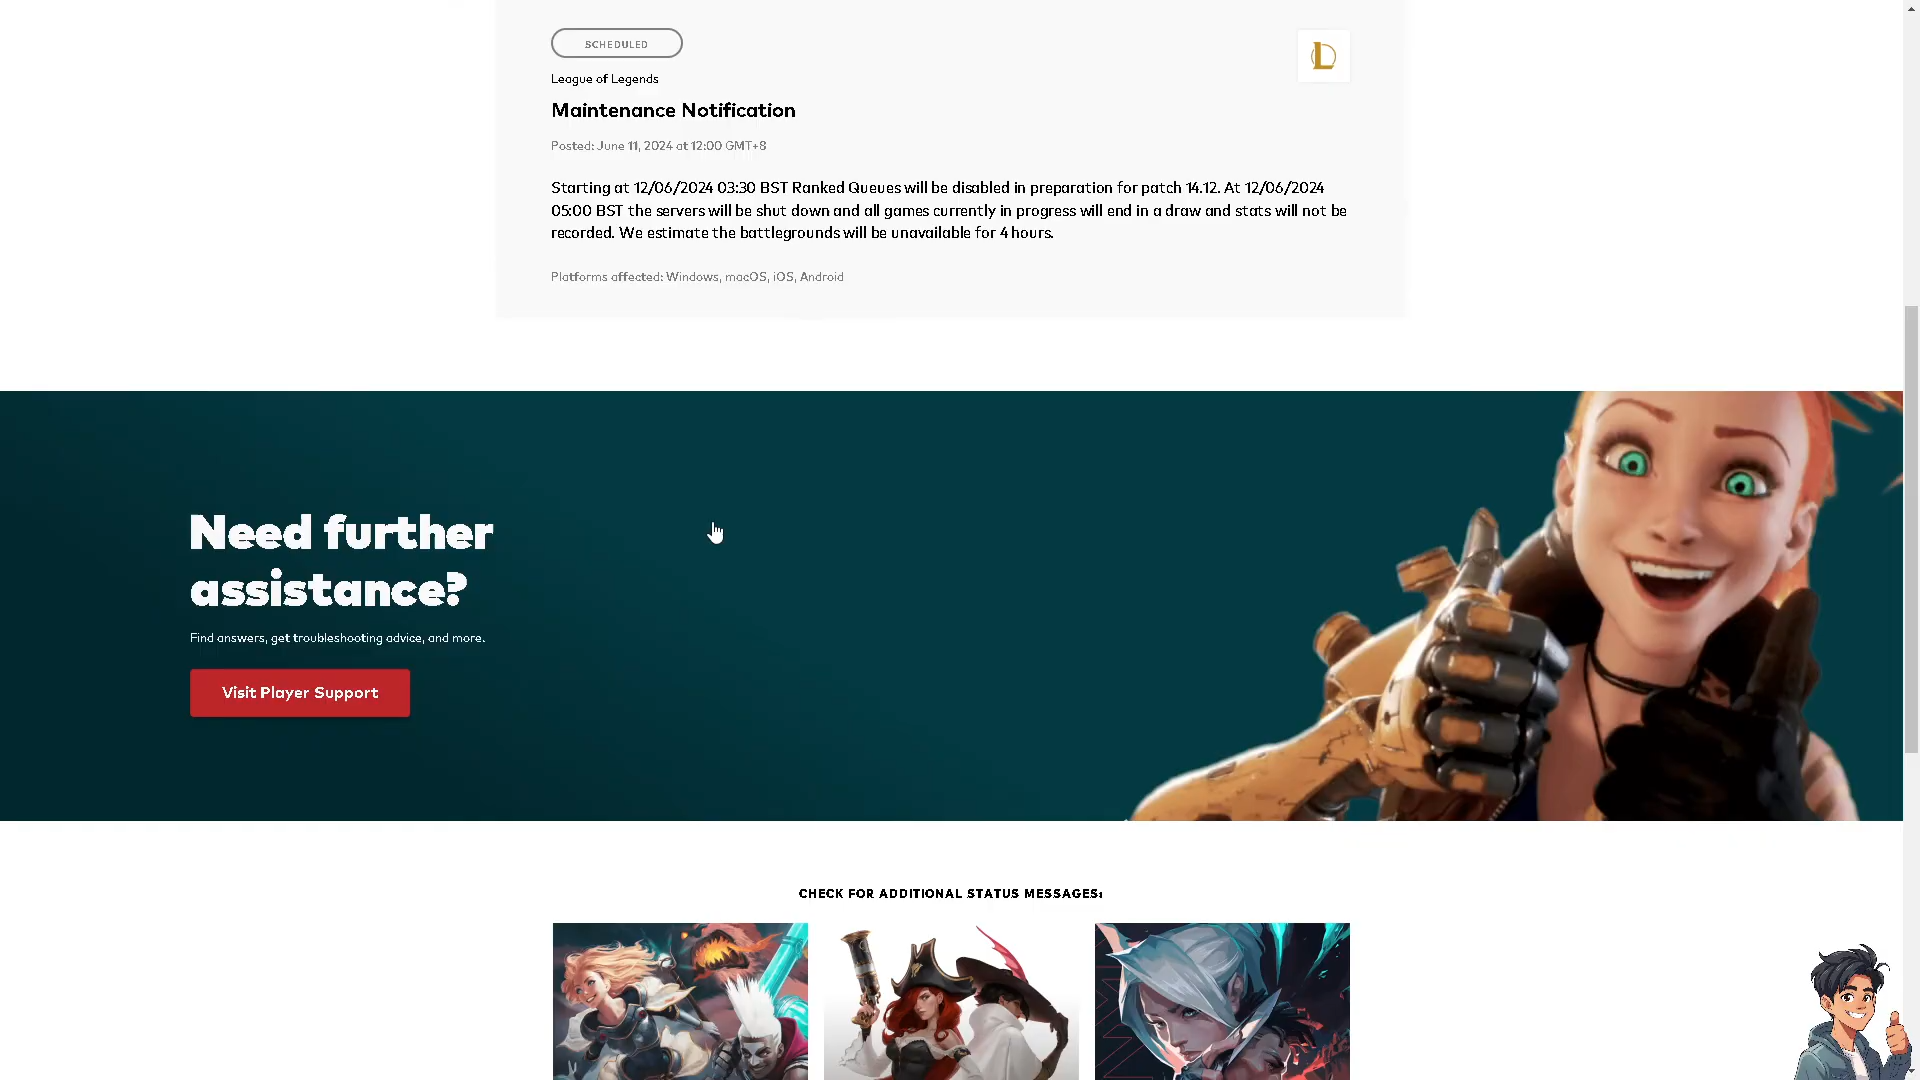 SCHEDULED
League of Legends
Maintenance Notification
Posted: June 11, 2024 at 12:00 GMT+8
Starting at 12/06/2024 03:30 BST Ranked Queues will be disabled in preparation for patch 14.12. At 12/06/2024
05:00 BST the servers will be shut down and all games currently in progress will end in a draw and stats will not be
recorded. We estimate the battlegrounds will be unavailable for 4 hours.
Platforms affected: Windows, macOS, iOS, Android
Need further
assistance?
Find answers, get troubleshooting advice, and more.
Visit Player Support
CHECK FOR ADDITIONAL STATUS MESSAGES: